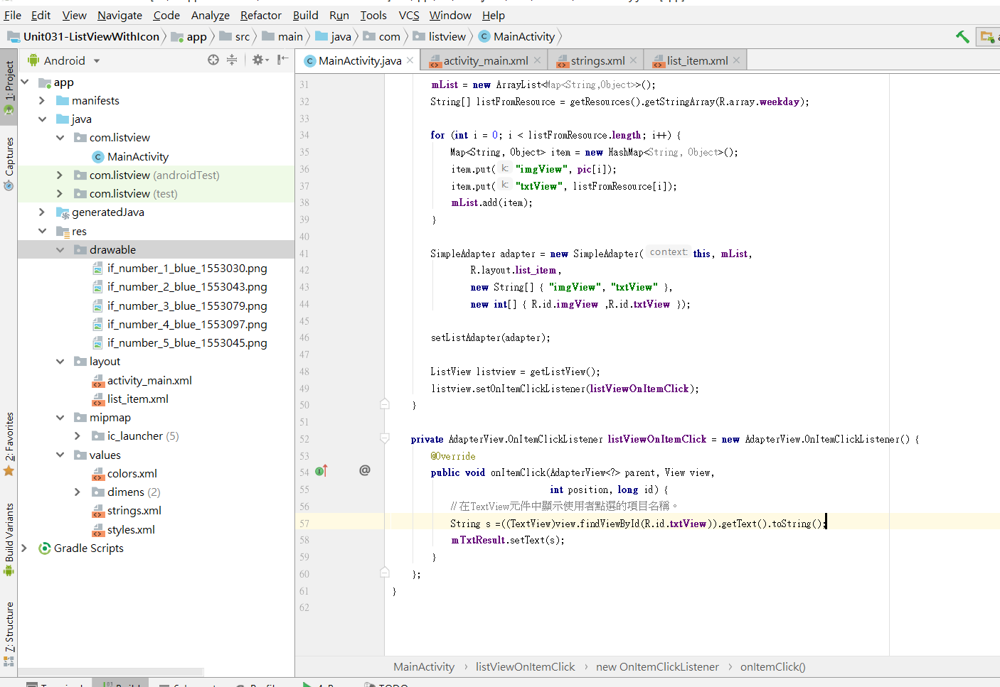 File Edit View Navigate Code Analyze Refactor Build Run Tools VCS Window Help
Unit031-ListViewWithIcon app src main java com listview MainActivity
1: Project
Captures
2: Favorites
Build Variants
7: Structure
Android
app
manifests
java
com.listview
MainActivity
com.listview (androidTest)
com.listview (test)
generatedJava
res
drawable
if_number_1_blue_1553030.png
if_number_2_blue_1553043.png
if_number_3_blue_1553079.png
if_number_4_blue_1553097.png
if_number_5_blue_1553045.png
layout
activity_main.xml
list_item.xml
mipmap
ic_launcher (5)
values
colors.xml
dimens (2)
strings.xml
styles.xml
Gradle Scripts
MainActivity.java activity_main.xml strings.xml list_item.xml
31 mList = new ArrayList<Map<String,Object>>();
32 String[] listFromResource = getResources().getStringArray(R.array.weekday);
33
34 for (int i = 0; i < listFromResource.length; i++) {
35 Map<String, Object> item = new HashMap<String, Object>();
36 item.put( k: "imgView", pic[i]);
37 item.put( k: "txtView", listFromResource[i]);
38 mList.add(item);
39 }
40
41 SimpleAdapter adapter = new SimpleAdapter( context: this, mList,
42 R.layout.list_item,
43 new String[] { "imgView", "txtView" },
44 new int[] { R.id.imgView ,R.id.txtView });
45
46 setListAdapter(adapter);
47
48 ListView listview = getListView();
49 listview.setOnItemClickListener(listViewOnItemClick);
50 }
51
52 private AdapterView.OnItemClickListener listViewOnItemClick = new AdapterView.OnItemClickListener() {
53 @Override
54 @ public void onItemClick(AdapterView<?> parent, View view,
55 int position, long id) {
56 // 在TextView元件中顯示使用者點選的項目名稱。
57 String s =((TextView)view.findViewById(R.id.txtView)).getText().toString();
58 mTxtResult.setText(s);
59 }
60 };
61 }
62
MainActivity › listViewOnItemClick › new OnItemClickListener › onItemClick()